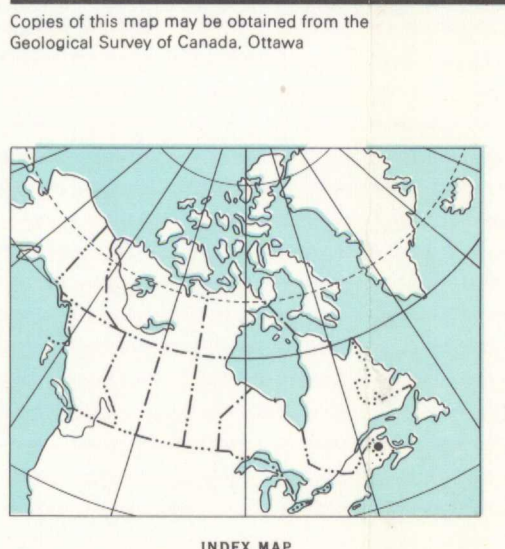 Copies of this map may be obtained from the
Geological Survey of Canada, Ottawa
INDEX MAP